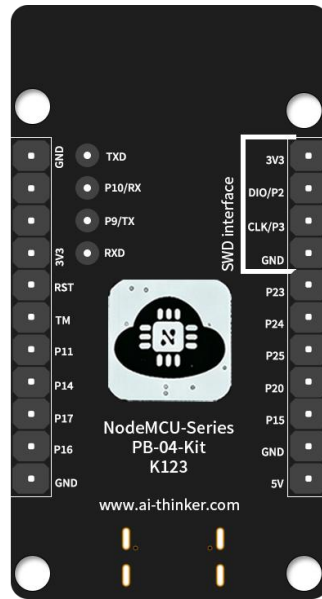 GND
TXD
P10/RX
P9/TX
3V3
RXD
RST
TM
P11
P14
P17
P16
GND
SWD interface
3V3
DIO/P2
CLK/P3
GND
P23
P24
P25
P20
P15
GND
5V
N
NodeMCU-Series
PB-04-Kit
K123
www.ai-thinker.com